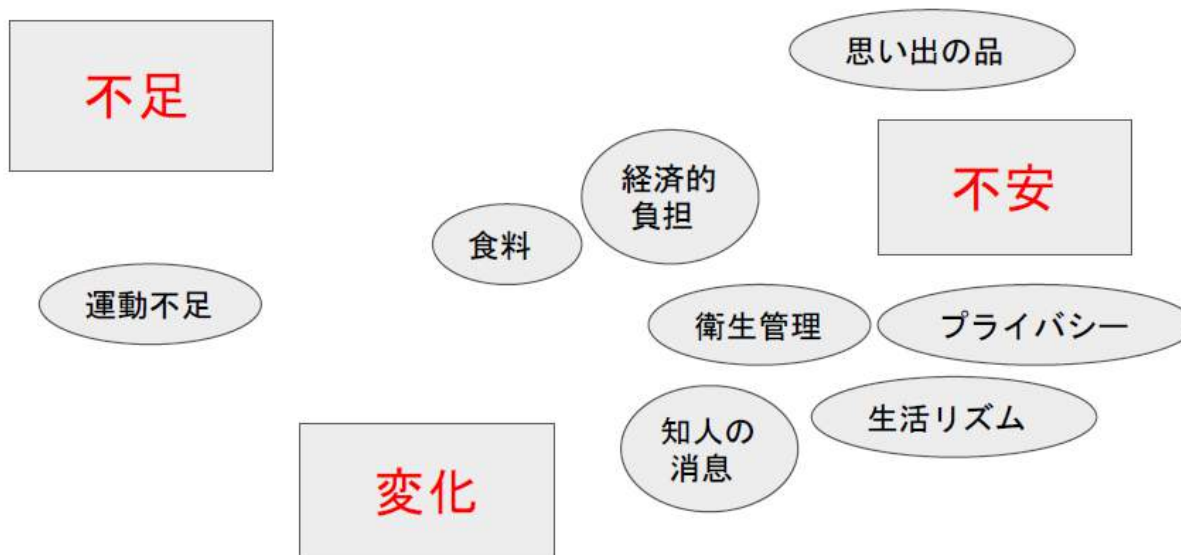 不足
思い出の品
経済的
負担
不安
食料
運動不足
衛生管理
プライバシー
生活リズム
知人の
消息
変化